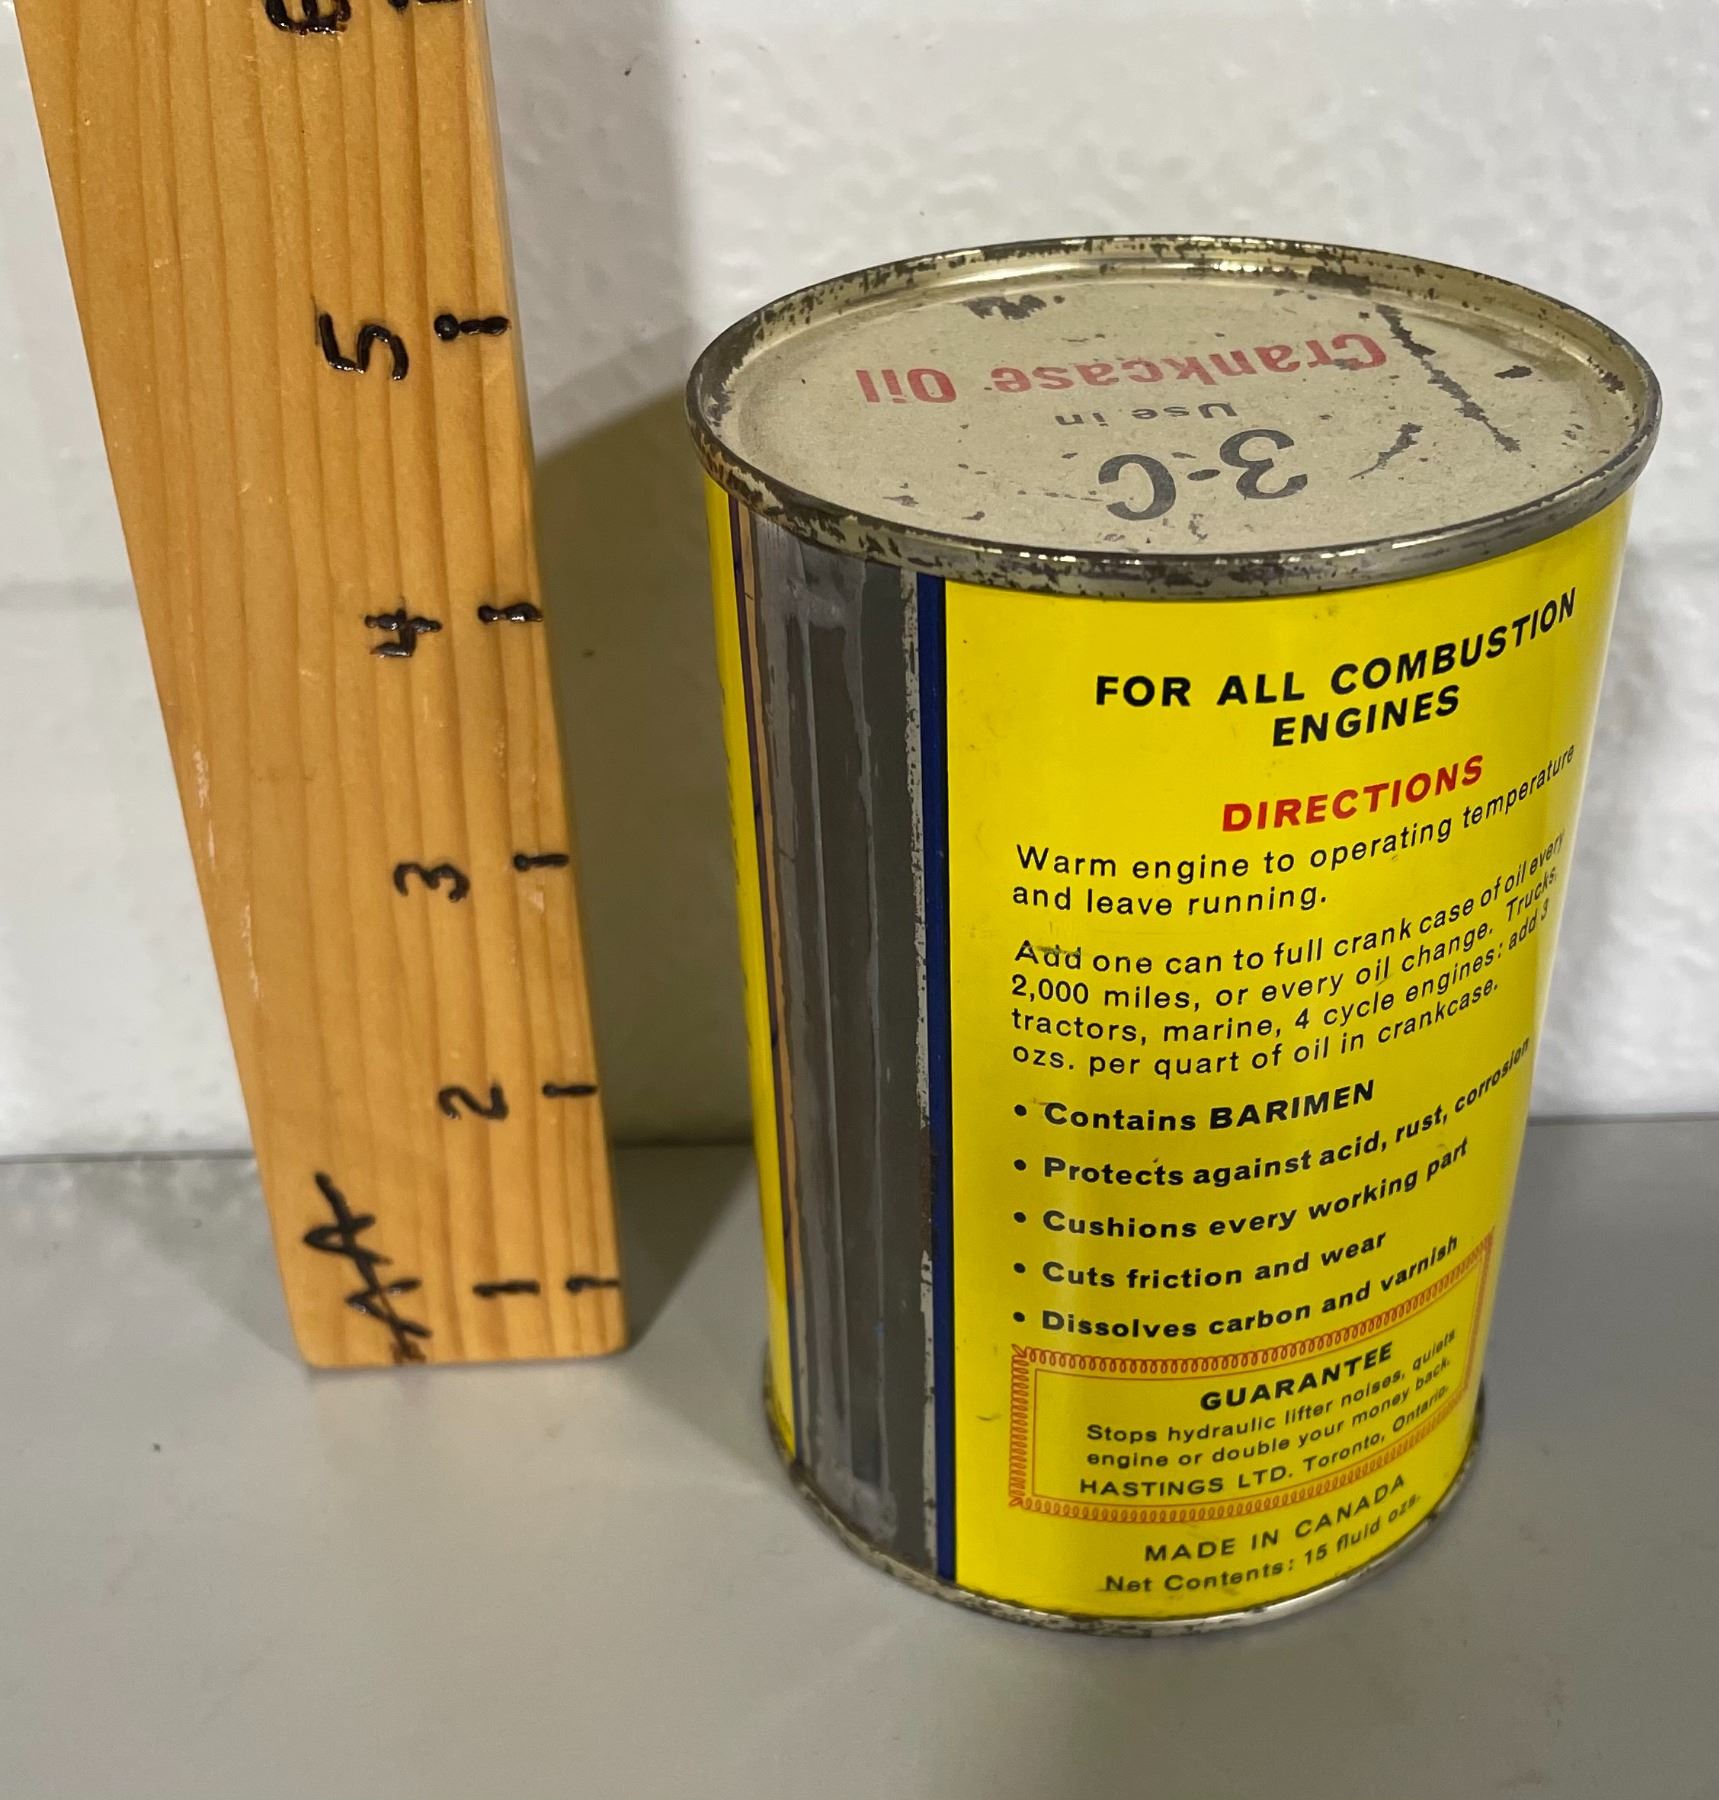 3-C
Use in
Crankcase Oil
FOR ALL COMBUSTION
ENGINES
DIRECTIONS
Warm engine to operating temperature
and leave running.
Add one can to full crank case of oil every
2,000 miles, or every oil change. Trucks,
tractors, marine, 4 cycle engines: add 3
ozs. per quart of oil in crankcase.
• Contains BARIMEN
• Protects against acid, rust, corrosion
• Cushions every working part
• Cuts friction and wear
• Dissolves carbon and varnish
GUARANTEE
Stops hydraulic lifter noises, quiets
engine or double your money back.
HASTINGS LTD. Toronto, Ontario.
MADE IN CANADA
Net Contents: 15 fluid ozs.
5
4
3
2
1
AA